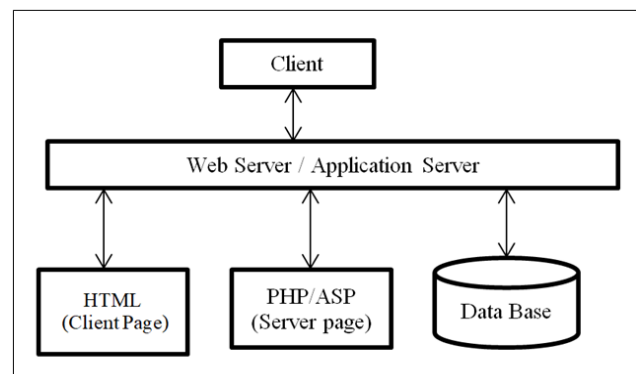 Client
Web Server / Application Server
HTML
(Client Page)
PHP/ASP
(Server page)
Data Base